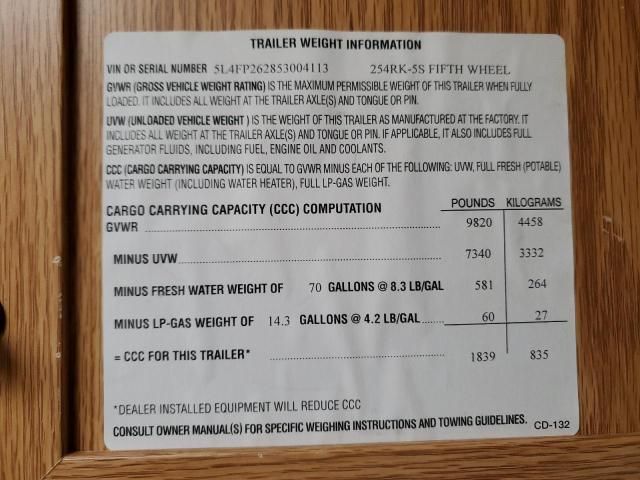 TRAILER WEIGHT INFORMATION
VIN OR SERIAL NUMBER 5L4FP262853004113 254RK-5S FIFTH WHEEL
GVWR (GROSS VEHICLE WEIGHT RATING) IS THE MAXIMUM PERMISSIBLE WEIGHT OF THIS TRAILER WHEN FULLY
LOADED. IT INCLUDES ALL WEIGHT AT THE TRAILER AXLE(S) AND TONGUE OR PIN.
UVW (UNLOADED VEHICLE WEIGHT ) IS THE WEIGHT OF THIS TRAILER AS MANUFACTURED AT THE FACTORY. IT
INCLUDES ALL WEIGHT AT THE TRAILER AXLE(S) AND TONGUE OR PIN. IF APPLICABLE, IT ALSO INCLUDES FULL
GENERATOR FLUIDS, INCLUDING FUEL, ENGINE OIL AND COOLANTS.
CCC (CARGO CARRYING CAPACITY) IS EQUAL TO GVWR MINUS EACH OF THE FOLLOWING: UVW, FULL FRESH (POTABLE)
WATER WEIGHT (INCLUDING WATER HEATER), FULL LP-GAS WEIGHT.
CARGO CARRYING CAPACITY (CCC) COMPUTATION POUNDS KILOGRAMS
GVWR 9820 4458
MINUS UVW 7340 3332
MINUS FRESH WATER WEIGHT OF 70 GALLONS @ 8.3 LB/GAL 581 264
MINUS LP-GAS WEIGHT OF 14.3 GALLONS @ 4.2 LB/GAL 60 27
= CCC FOR THIS TRAILER* 1839 835
*DEALER INSTALLED EQUIPMENT WILL REDUCE CCC
CONSULT OWNER MANUAL(S) FOR SPECIFIC WEIGHING INSTRUCTIONS AND TOWING GUIDELINES. CD-132